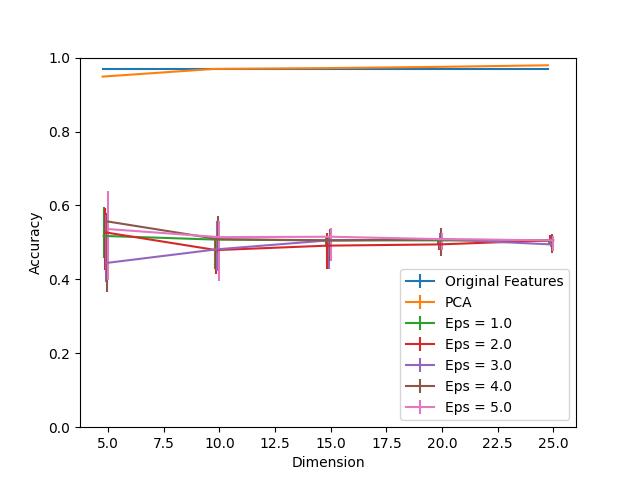 1.0
0.8
0.6
0.4
0.2
0.0
Accuracy
Original Features
PCA
Eps = 1.0
Eps = 2.0
Eps = 3.0
Eps = 4.0
Eps = 5.0
5.0 7.5 10.0 12.5 15.0 17.5 20.0 22.5 25.0
Dimension